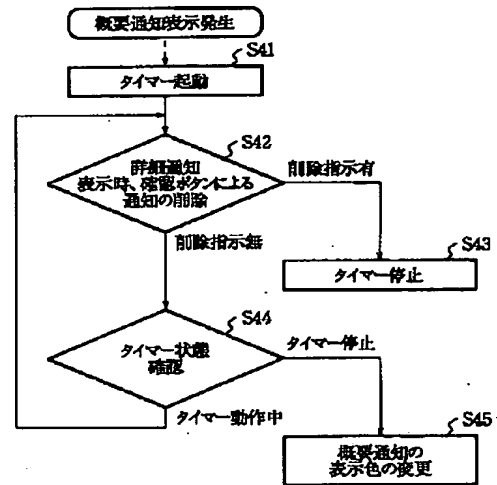 概要通知表示発生
S41
タイマー起動
S42
詳細通知
表示時、確認ボタンによる
通知の削除
削除指示有
削除指示無
S43
タイマー停止
S44
タイマー状態
確認
タイマー停止
タイマー動作中
S45
概要通知の
表示色の変更